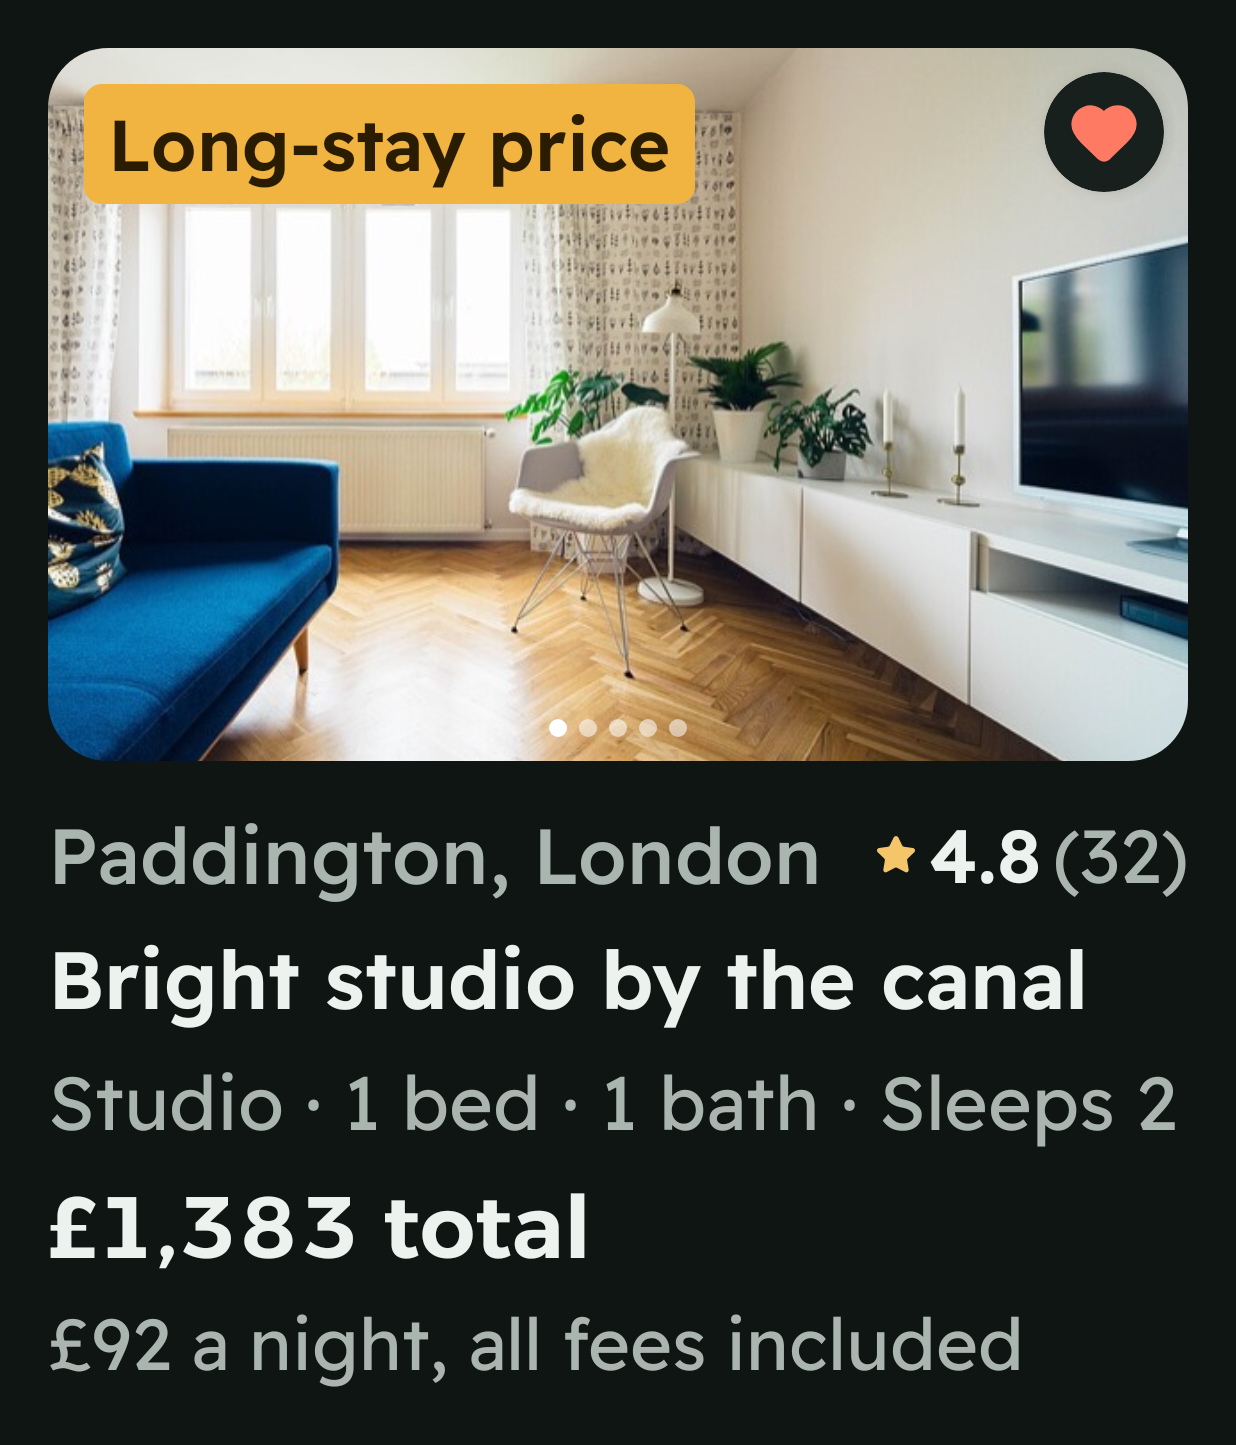 Long-stay price
Paddington, London 4.8 (32)
Bright studio by the canal
Studio · 1 bed · 1 bath · Sleeps 2
£1,383 total
£92 a night, all fees included